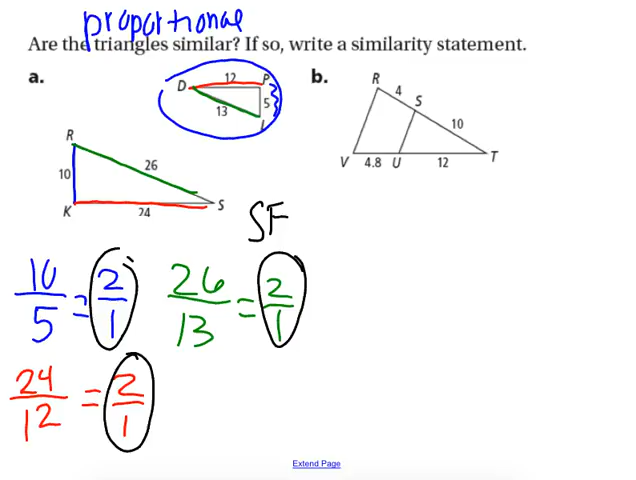 proportional
Are the triangles similar? If so, write a similarity statement.
a.
b.
D 12 P
5
13
L
R
10
26
K 24 S
R
4
S
10
V 4.8 U 12 T
SF
10/5 = 2/1
26/13 = 2/1
24/12 = 2/1
Extend Page